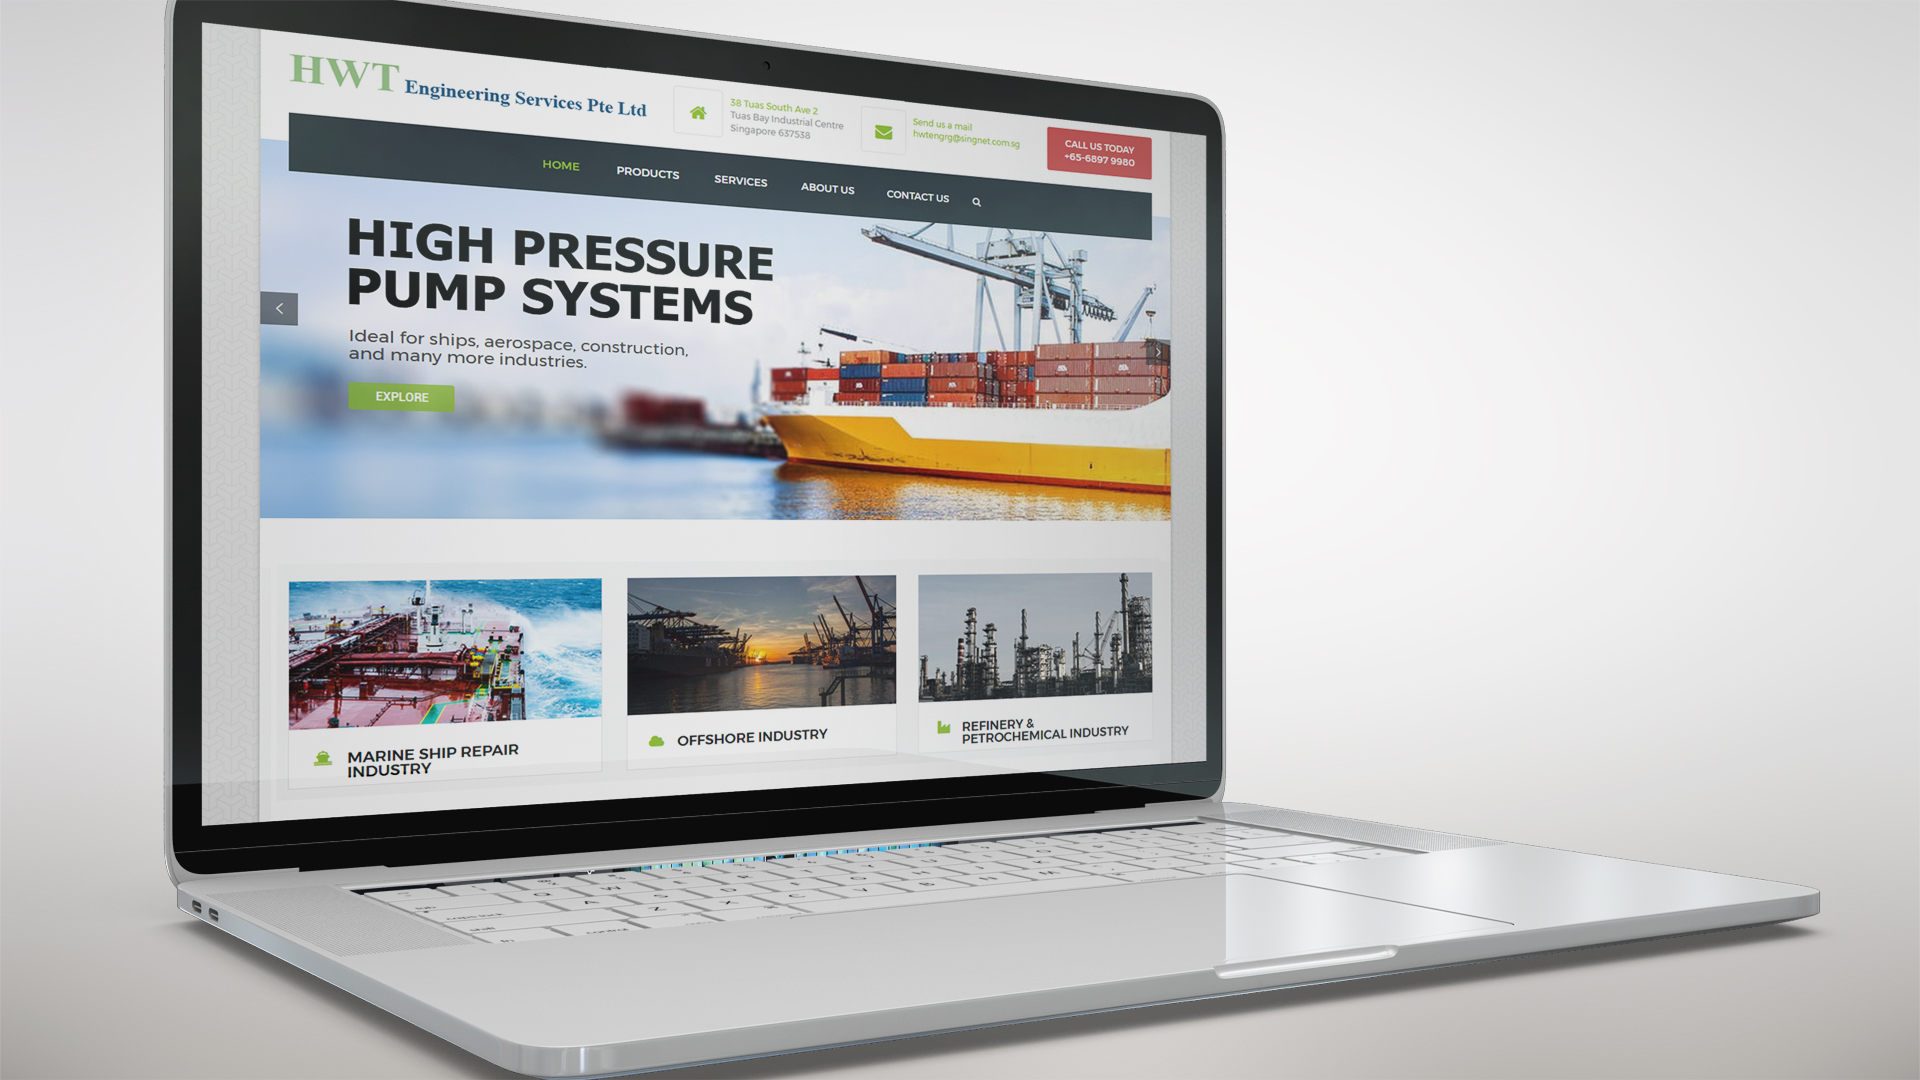 HWT Engineering Services Pte Ltd
38 Tuas South Ave 2
Tuas Bay Industrial Centre
Singapore 637538
Send us a mail
hwtengrg@singnet.com.sg
CALL US TODAY
+65-6897 9980
HOME PRODUCTS SERVICES ABOUT US CONTACT US
HIGH PRESSURE
PUMP SYSTEMS
Ideal for ships, aerospace, construction,
and many more industries.
EXPLORE
MARINE SHIP REPAIR
INDUSTRY
OFFSHORE INDUSTRY
REFINERY &
PETROCHEMICAL INDUSTRY